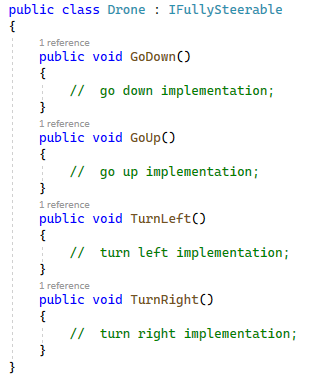 public class Drone : IFullySteerable
{
1 reference
public void GoDown()
{
//  go down implementation;
}
1 reference
public void GoUp()
{
//  go up implementation;
}
1 reference
public void TurnLeft()
{
//  turn left implementation;
}
1 reference
public void TurnRight()
{
//  turn right implementation;
}
}